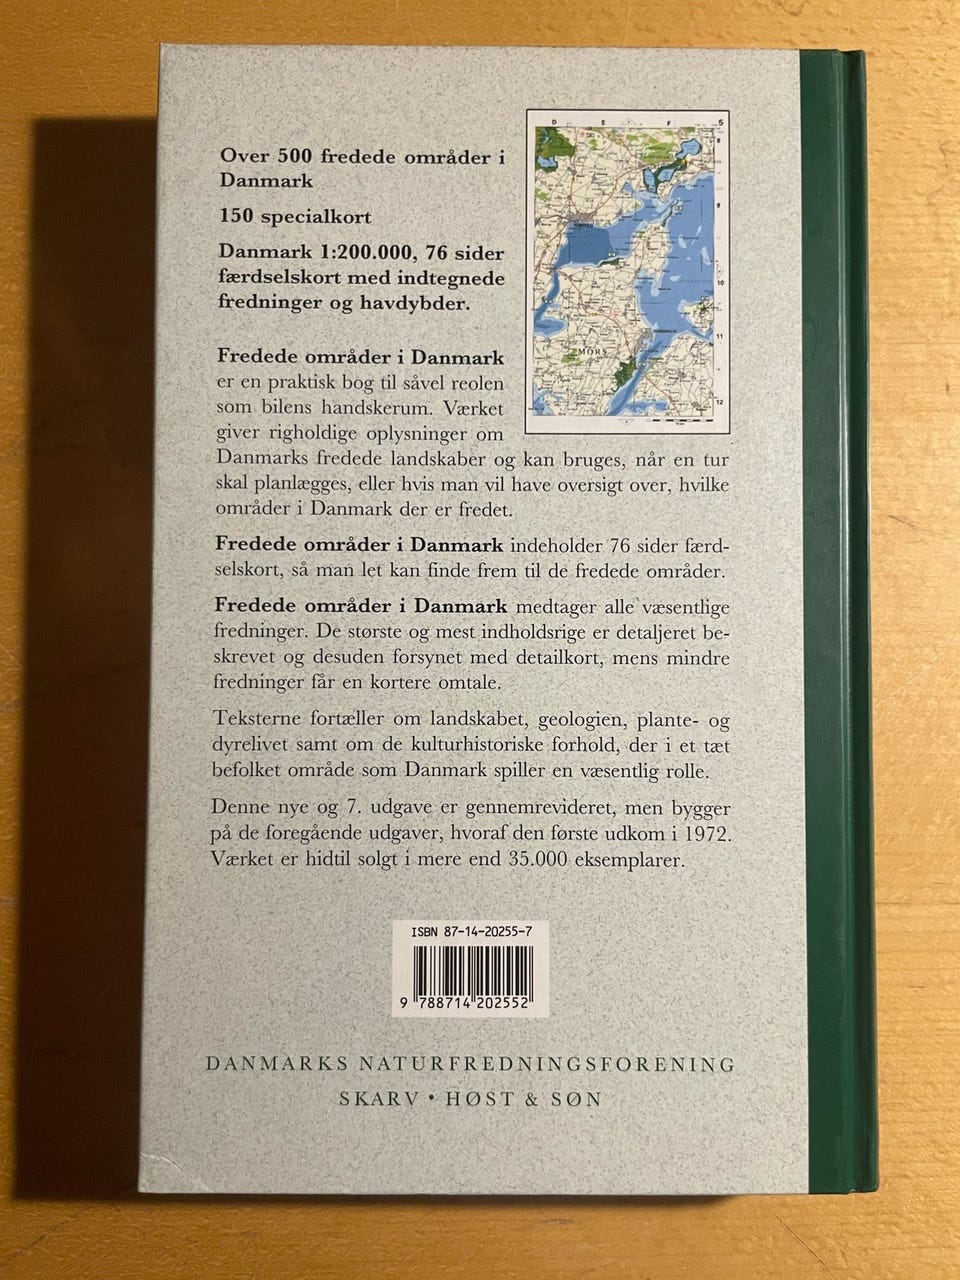 Over 500 fredede områder i
Danmark
150 specialkort
Danmark 1:200.000, 76 sider
færdselskort med indtegnede
fredninger og havdybder.
D E F 5
9
9
10
11
12
MORS
Fredede områder i Danmark
er en praktisk bog til såvel reolen
som bilens handskerum. Værket
giver righoldige oplysninger om
Danmarks fredede landskaber og kan bruges, når en tur
skal planlægges, eller hvis man vil have oversigt over, hvilke
områder i Danmark der er fredet.
Fredede områder i Danmark indeholder 76 sider færd-
selskort, så man let kan finde frem til de fredede områder.
Fredede områder i Danmark medtager alle væsentlige
fredninger. De største og mest indholdsrige er detaljeret be-
skrevet og desuden forsynet med detailkort, mens mindre
fredninger får en kortere omtale.
Teksterne fortæller om landskabet, geologien, plante- og
dyrelivet samt om de kulturhistoriske forhold, der i et tæt
befolket område som Danmark spiller en væsentlig rolle.
Denne nye og 7. udgave er gennemrevideret, men bygger
på de foregående udgaver, hvoraf den første udkom i 1972.
Værket er hidtil solgt i mere end 35.000 eksemplarer.
ISBN 87-14-20255-7
9 788714 202552
DANMARKS NATURFREDNINGSFORENING
SKARV • HØST & SØN